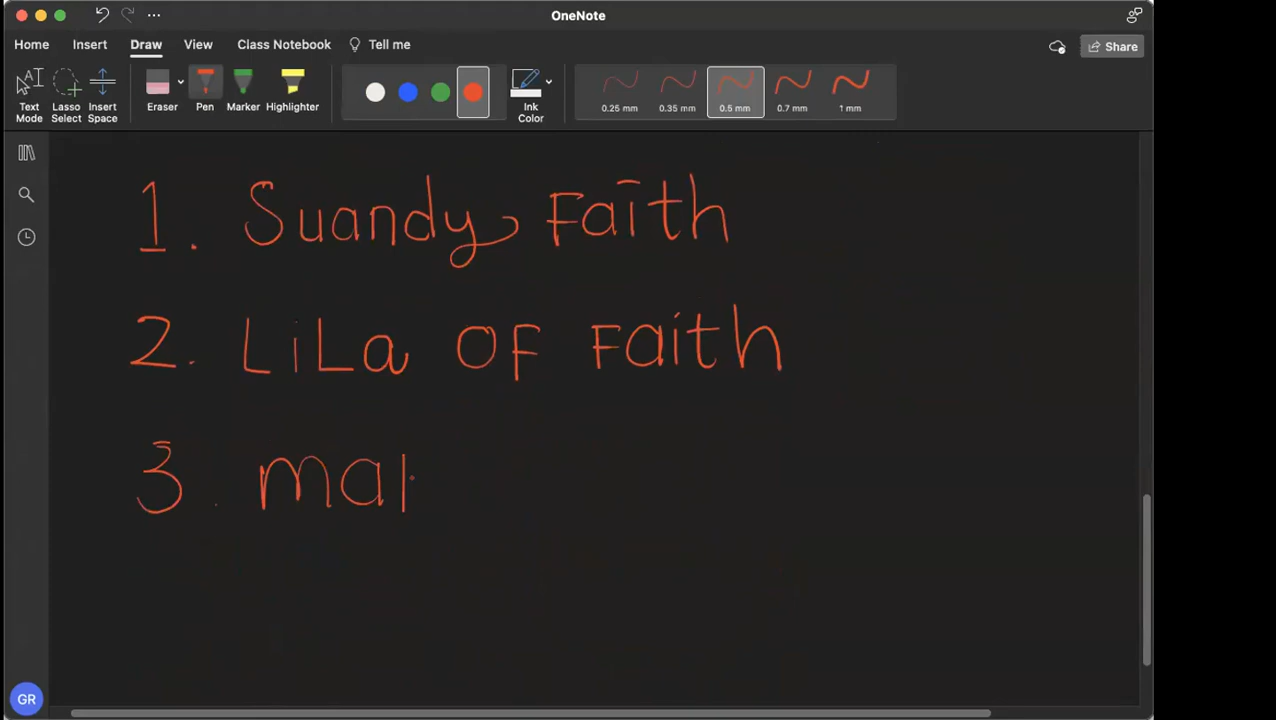 OneNote
Home Insert Draw View Class Notebook Tell me Share
Text Mode Lasso Select Insert Space Eraser Pen Marker Highlighter Ink Color 0.25 mm 0.35 mm 0.5 mm 0.7 mm 1 mm
1. Suandy Faith
2. LiLa OF Faith
3. mal
GR